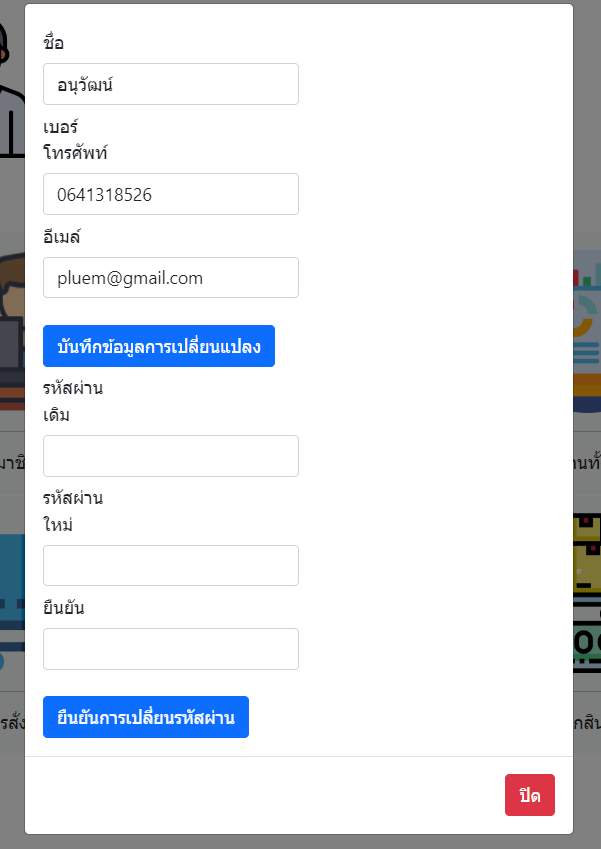 ชื่อ
อนุวัฒน์
เบอร์
โทรศัพท์
0641318526
อีเมล์
pluem@gmail.com
บันทึกข้อมูลการเปลี่ยนแปลง
รหัสผ่าน
เดิม
รหัสผ่าน
ใหม่
ยืนยัน
ยืนยันการเปลี่ยนรหัสผ่าน
ปิด